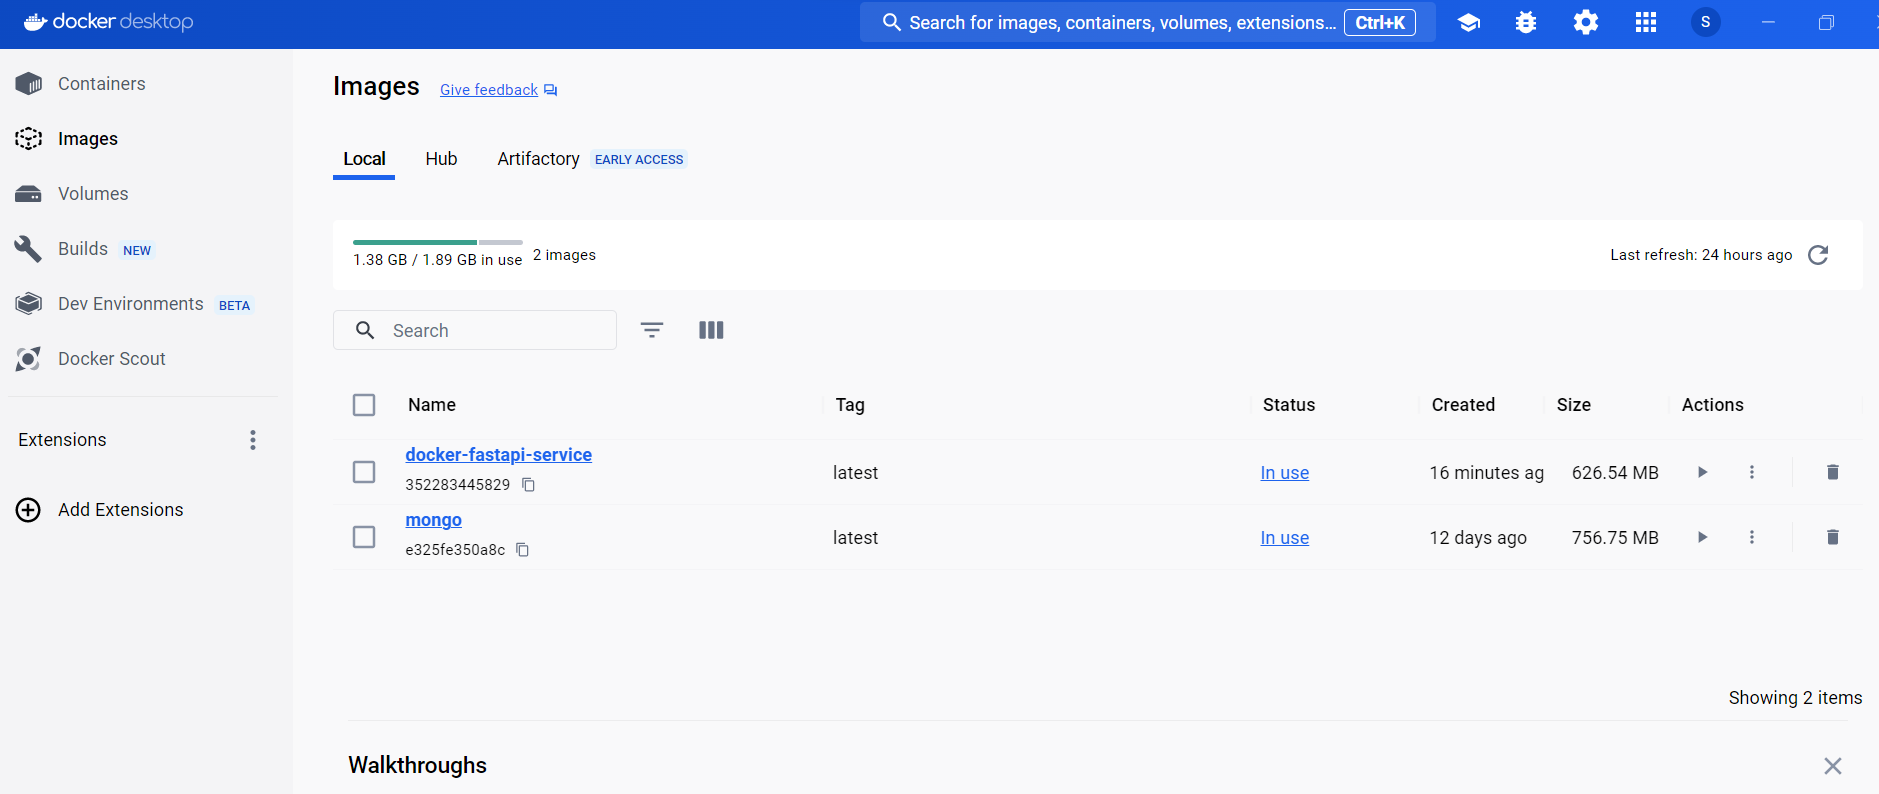 docker desktop
Search for images, containers, volumes, extensions... Ctrl+K
S
Containers
Images
Volumes
Builds NEW
Dev Environments BETA
Docker Scout
Extensions
Add Extensions
Images Give feedback
Local Hub Artifactory EARLY ACCESS
1.38 GB / 1.89 GB in use 2 images
Last refresh: 24 hours ago
Search
Name Tag Status Created Size Actions
docker-fastapi-service
352283445829
latest In use 16 minutes ag 626.54 MB
mongo
e325fe350a8c
latest In use 12 days ago 756.75 MB
Showing 2 items
Walkthroughs